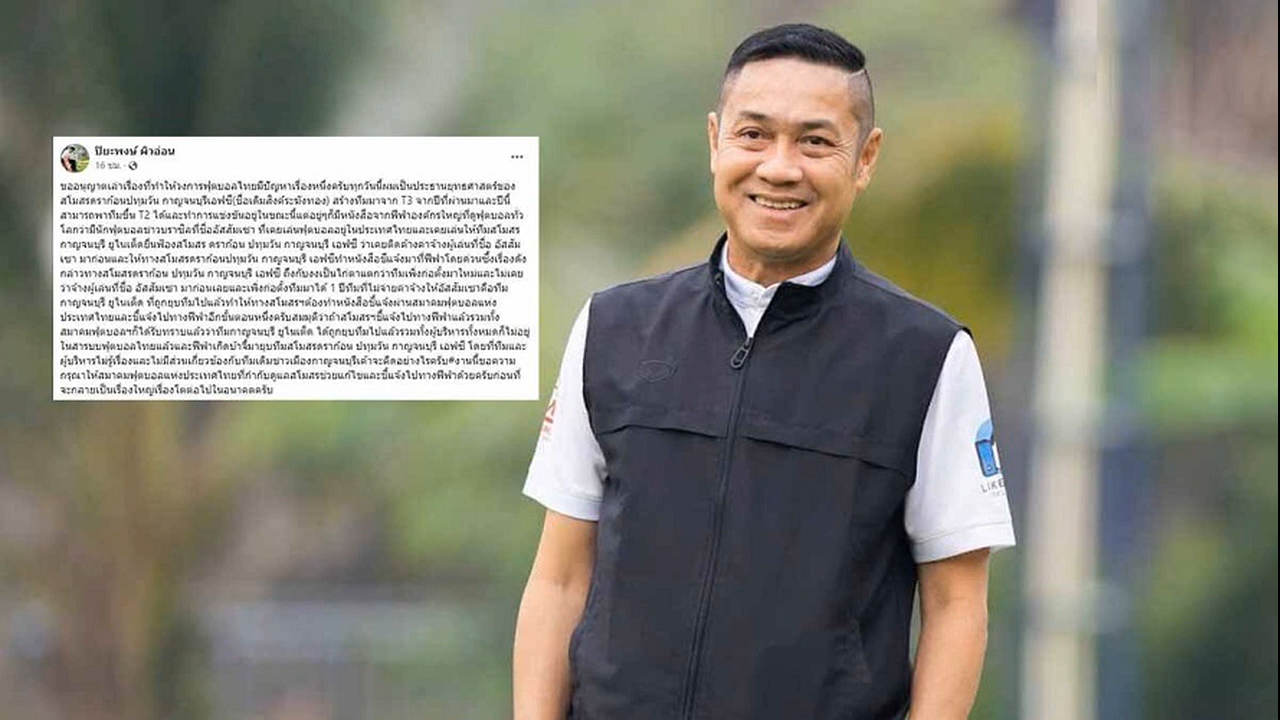 ปิยะพงษ์ ผิวอ่อน
16 ชม.
ขออนุญาตเล่าเรื่องที่ทำให้วงการฟุตบอลไทยมีปัญหาเรื่องหนึ่งครับทุกวันนี้ผมเป็นประธานยุทธศาสตร์ของ
สโมสรดราก้อนปทุมวัน กาญจนบุรีเอฟซี(ชื่อเดิมสิงค์ระฆังทอง) สร้างทีมมาจาก T3 จากปีที่ผ่านมาและปีนี้
สามารถพาทีมขึ้น T2 ได้และทำการแข่งขันอยู่ในขณะนี้แต่อยู่ๆก็มีหนังสือจากฟีฟ่าองค์กรใหญ่ที่ดูฟุตบอลทั่ว
โลกว่ามีนักฟุตบอลชาวบราซิลที่ชื่ออัสสัมเชา ที่เคยเล่นฟุตบอลอยู่ในประเทศไทยและเคยเล่นให้ทีมสโมสร
กาญจนบุรี ยูไนเต็ดยื่นฟ้องสโมสร ดราก้อน ปทุมวัน กาญจนบุรี เอฟซี ว่าเคยติดค้างค่าจ้างผู้เล่นที่ชื่อ อัสสัม
เชา มาก่อนและให้ทางสโมสรดราก้อนปทุมวัน กาญจนบุรี เอฟซีทำหนังสือชี้แจ้งมาที่ฟีฟ่าโดยด่วนซึ่งเรื่องดัง
กล่าวทางสโมสรดราก้อน ปทุมวัน กาญจนบุรี เอฟซี ถึงกับงงเป็นไก่ตาแตกว่าทีมเพิ่งก่อตั้งมาใหม่และไม่เคย
ว่าจ้างผู้เล่นที่ชื่อ อัสสัมเชา มาก่อนเลยและเพิ่งก่อตั้งทีมมาได้ 1 ปีทีมที่ไม่จ่ายค่าจ้างให้อัสสัมเชาคือทีม
กาญจนบุรี ยูไนเต็ด ที่ถูกยุบทีมไปแล้วทำให้ทางสโมสรฯต้องทำหนังสือชี้แจ้งผ่านสมาคมฟุตบอลแห่ง
ประเทศไทยและชี้แจ้งไปทางฟีฟ่าอีกขั้นตอนหนึ่งครับสมมุติว่าถ้าสโมสรฯชี้แจ้งไปทางฟีฟ่าแล้วรวมทั้ง
สมาคมฟุตบอลฯก็ได้รับทราบแล้วว่าทีมกาญจนบุรี ยูไนเต็ด ได้ถูกยุบทีมไปแล้วรวมทั้งผู้บริหารทั้งหมดก็ไม่อยู่
ในสารบบฟุตบอลไทยแล้วและฟีฟ่าเกิดบ้าจี้มายุบทีมสโมสรดราก้อน ปทุมวัน กาญจนบุรี เอฟซี โดยที่ทีมและ
ผู้บริหารไม่รู้เรื่องและไม่มีส่วนเกี่ยวข้องกับทีมเดิมชาวเมืองกาญจนบุรีเค้าจะคิดอย่างไรครับ#งานนี้ขอความ
กรุณาให้สมาคมฟุตบอลแห่งประเทศไทยที่กำกับดูแลสโมสรช่วยแก้ไขและชี้แจ้งไปทางฟีฟ่าด้วยครับก่อนที่
จะกลายเป็นเรื่องใหญ่เรื่องโตต่อไปในอนาคตครับ
LIKE